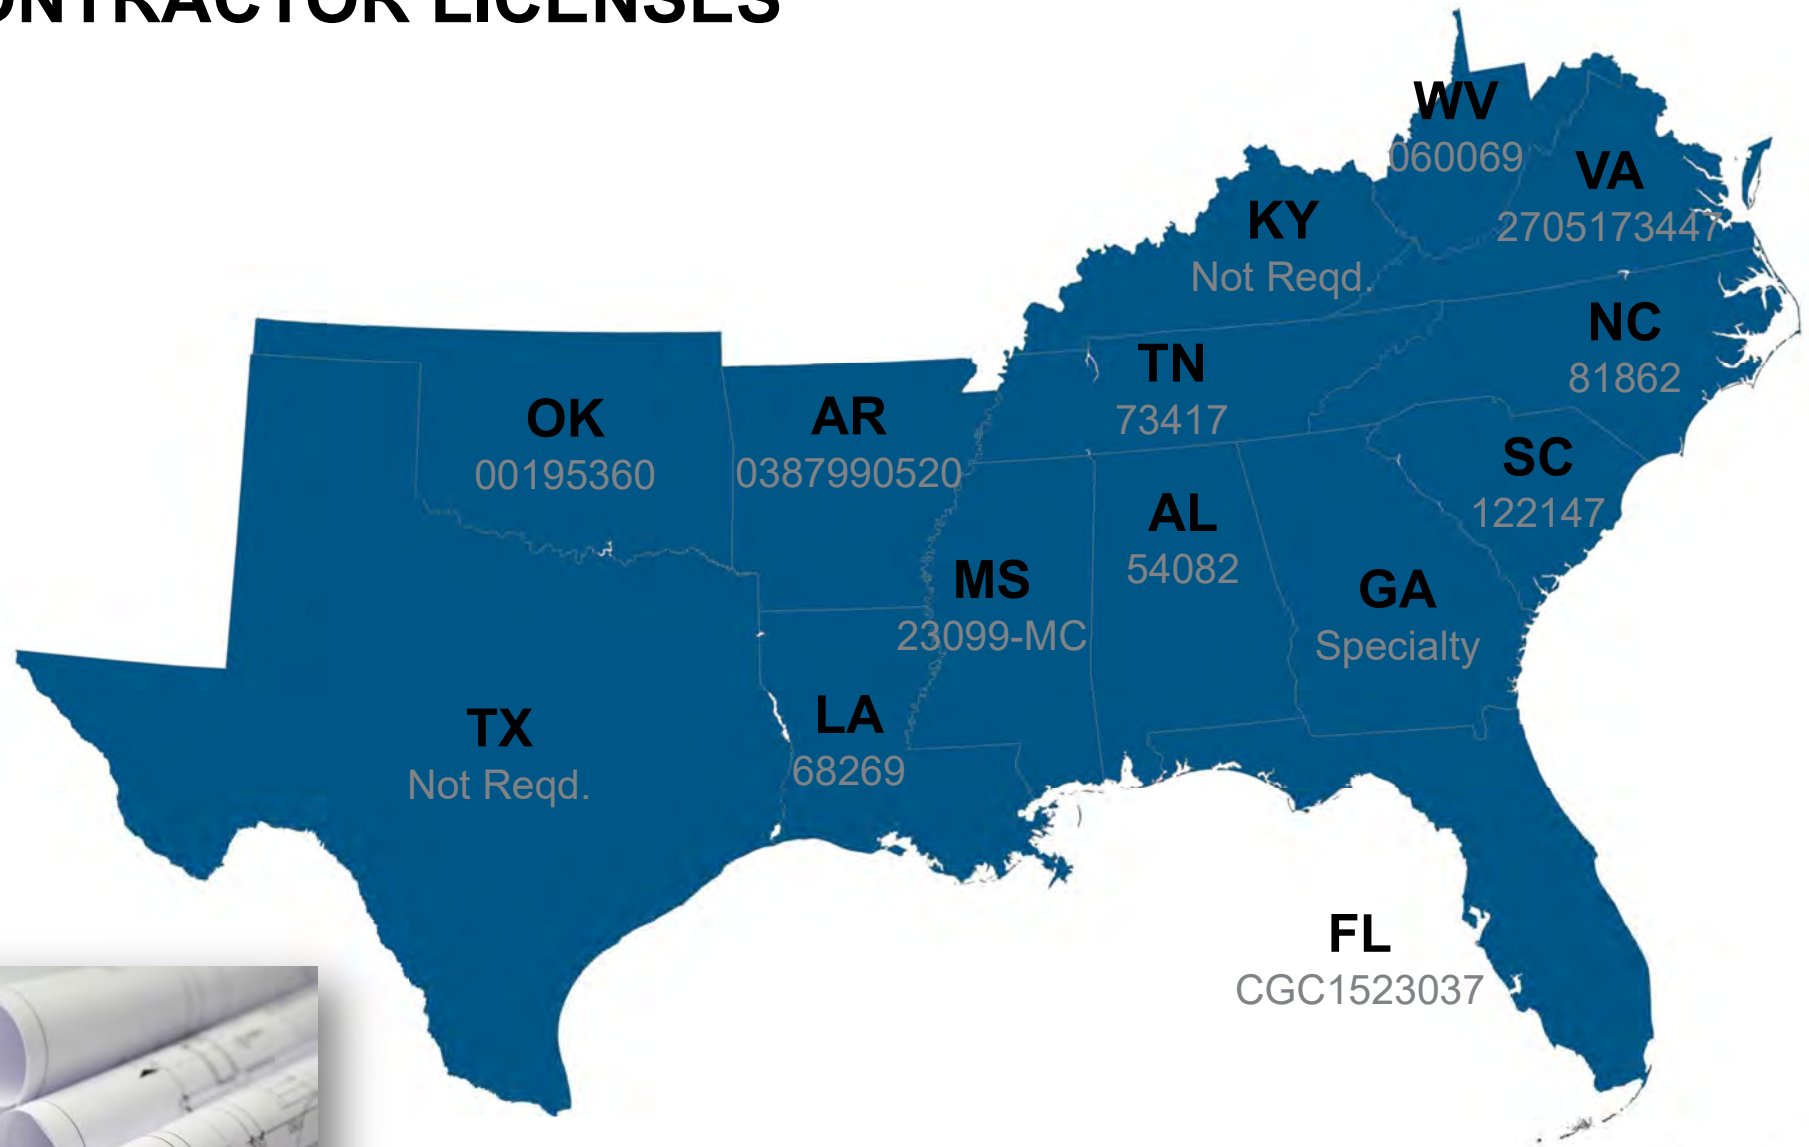 ONTRACTOR LICENSES
WV
060069
VA
2705173447
KY
Not Reqd.
NC
81862
TN
73417
OK
00195360
AR
0387990520
SC
122147
AL
54082
MS
23099-MC
GA
Specialty
TX
Not Reqd.
LA
68269
FL
CGC1523037